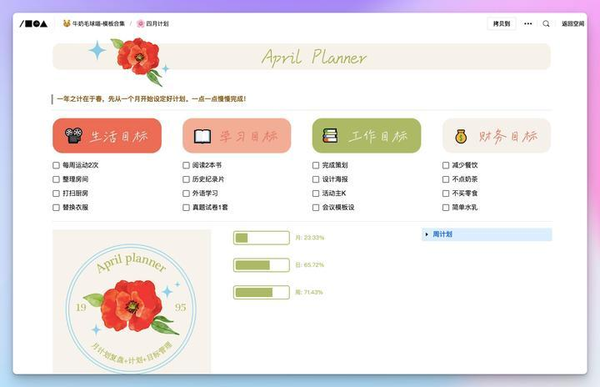 牛奶毛球喵-模板合集 / 四月计划
拷贝到
返回空间
April Planner
一年之计在于春，先从一个月开始设定好计划，一点一点慢慢完成！
生活目标
学习目标
工作目标
财务目标
每周运动2次
阅读2本书
完成策划
减少餐饮
整理房间
历史纪录片
设计海报
不点奶茶
打扫厨房
外语学习
活动主K
不买零食
替换衣服
真题试卷1套
会议模板设
简单水乳
April planner
19
95
月计划复盘+计划+目标管理
月: 23.33%
: 65.72%
周: 71.43%
周计划